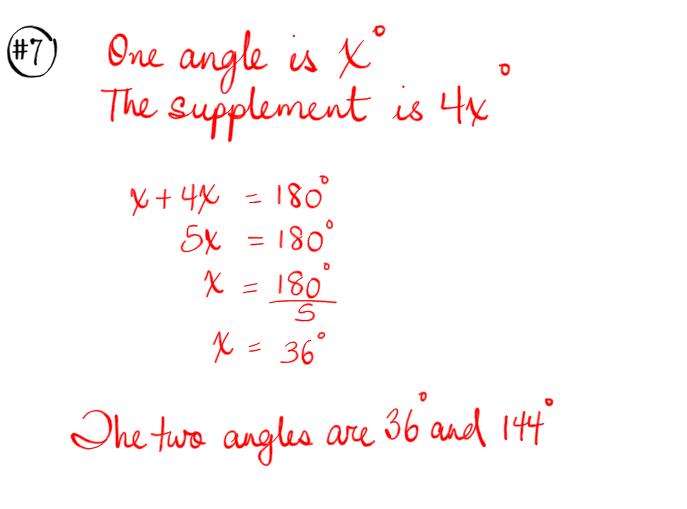 #7
One angle is x°
The supplement is 4x°
x + 4x = 180°
5x = 180°
x = 180°
5
x = 36°
The two angles are 36° and 144°